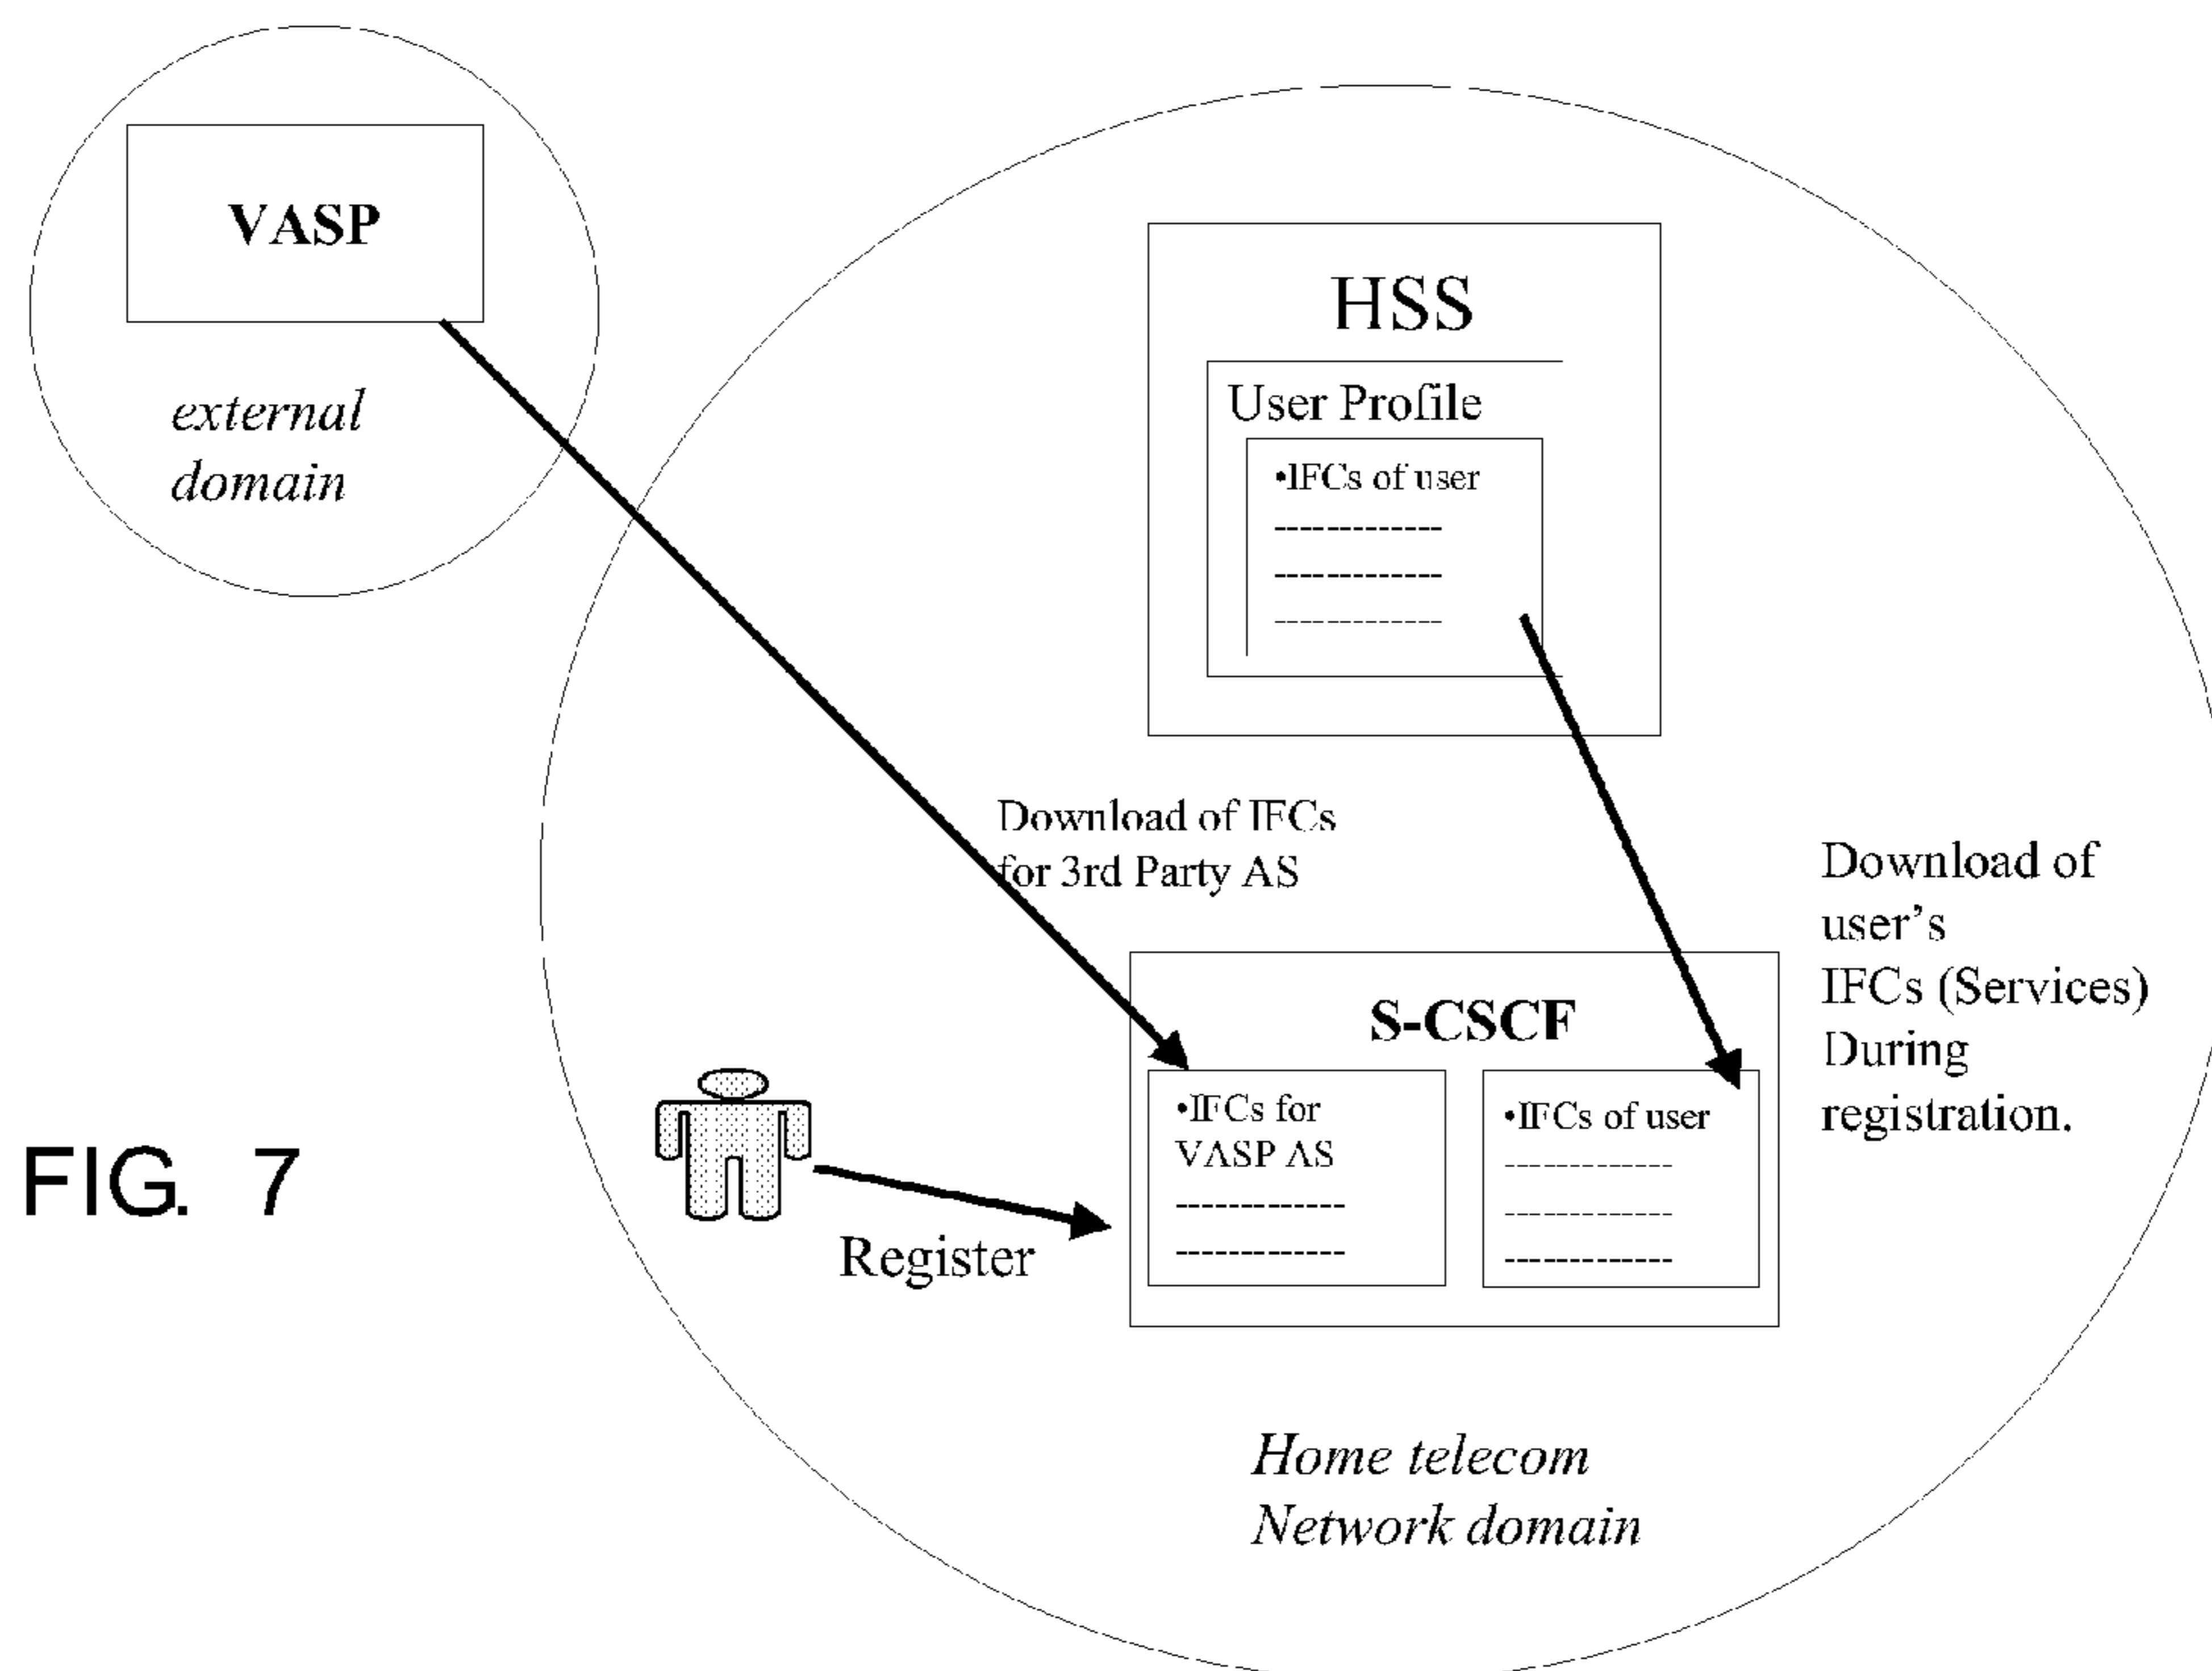 VASP
external
domain
HSS
User Profile
•IFCs of user
Download of IFCs
for 3rd Party AS
Download of
user's
IFCs (Services)
During
registration.
S-CSCF
•IFCs for
VASP AS
•IFCs of user
Register
FIG. 7
Home telecom
Network domain